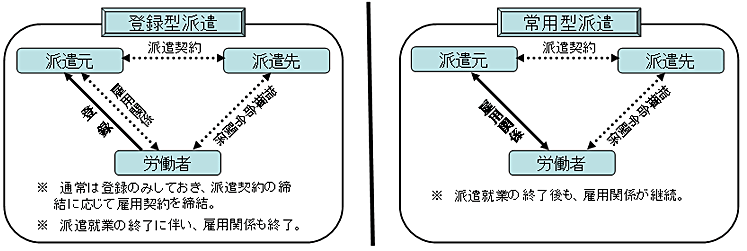 登録型派遣
派遣契約
派遣元
派遣先
雇用関係
登録
指揮命令関係
労働者
※ 通常は登録のみしておき、派遣契約の締
結に応じて雇用契約を締結。
※ 派遣就業の終了に伴い、雇用関係も終了。
常用型派遣
派遣契約
派遣元
派遣先
雇用関係
指揮命令関係
労働者
※ 派遣就業の終了後も、雇用関係が継続。